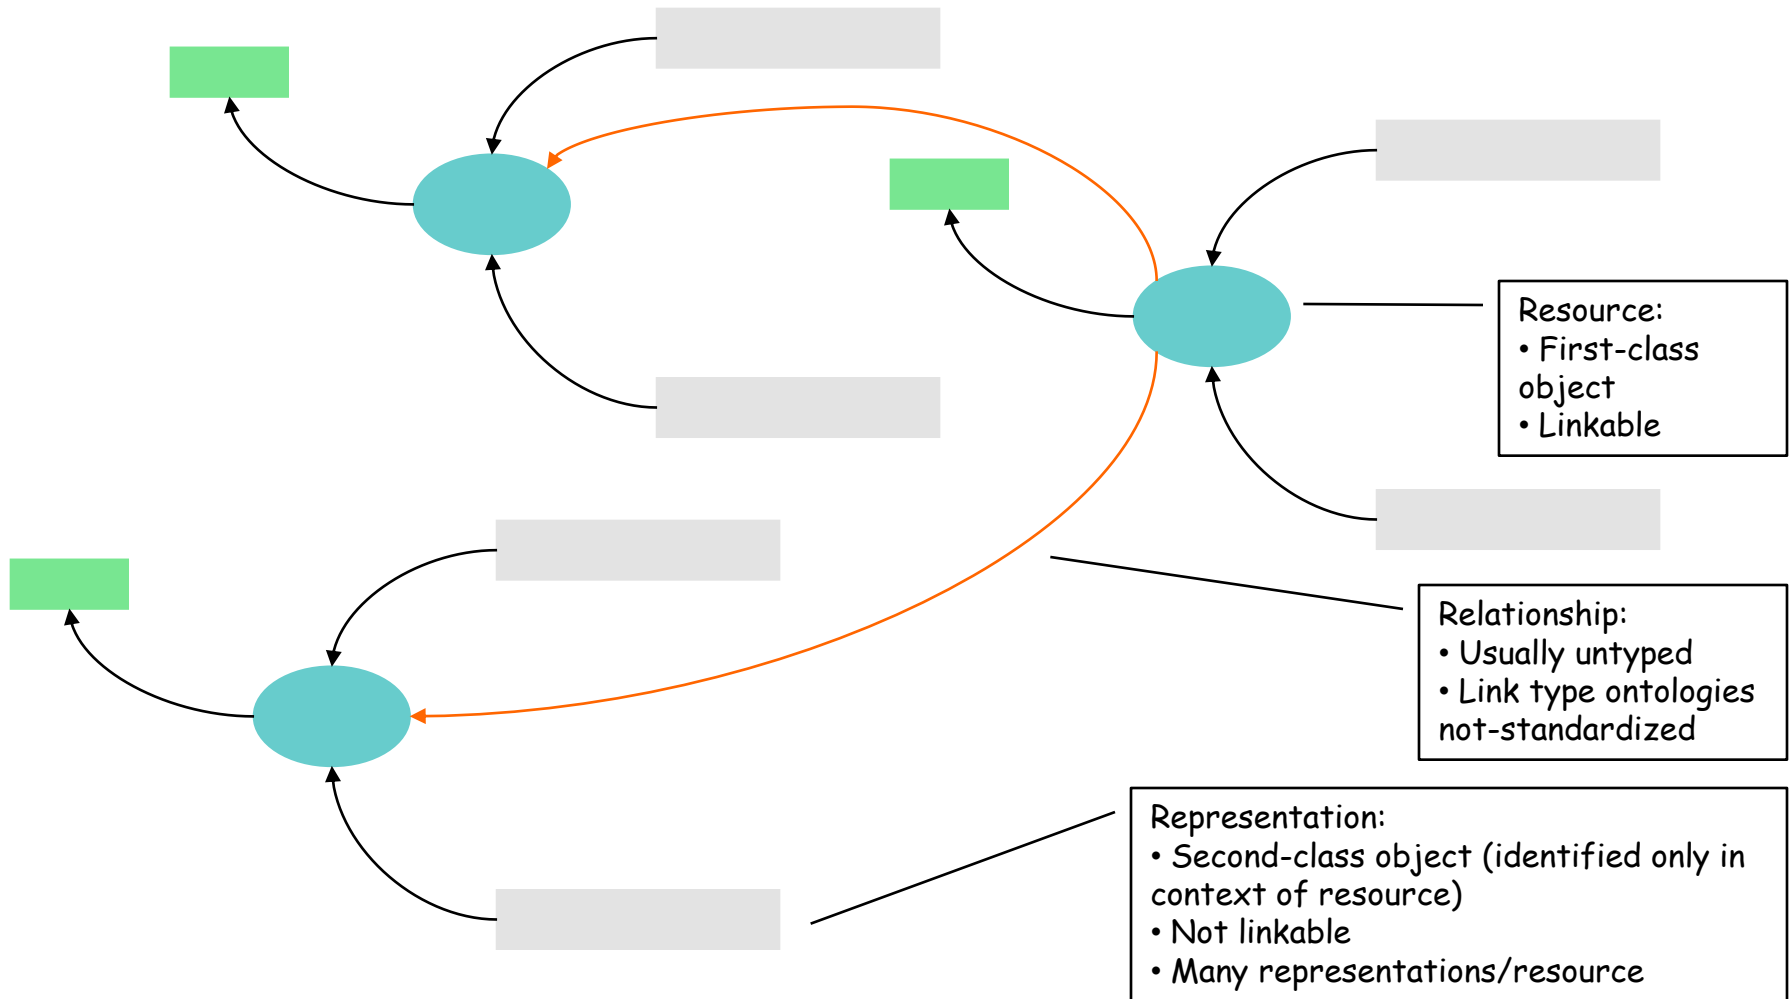 Resource:
• First-class
object
• Linkable
Relationship:
• Usually untyped
• Link type ontologies
not-standardized
Representation:
• Second-class object (identified only in
context of resource)
• Not linkable
• Many representations/resource